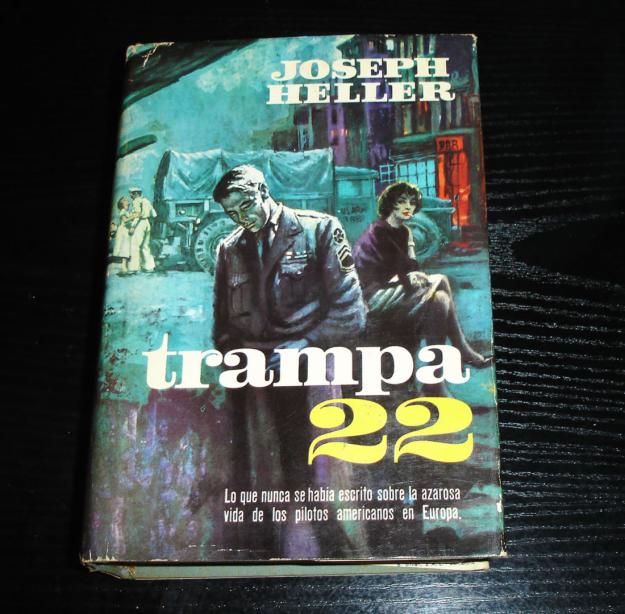 JOSEPH
HELLER
trampa
22
Lo que nunca se había escrito sobre la azarosa
vida de los pilotos americanos en Europa.